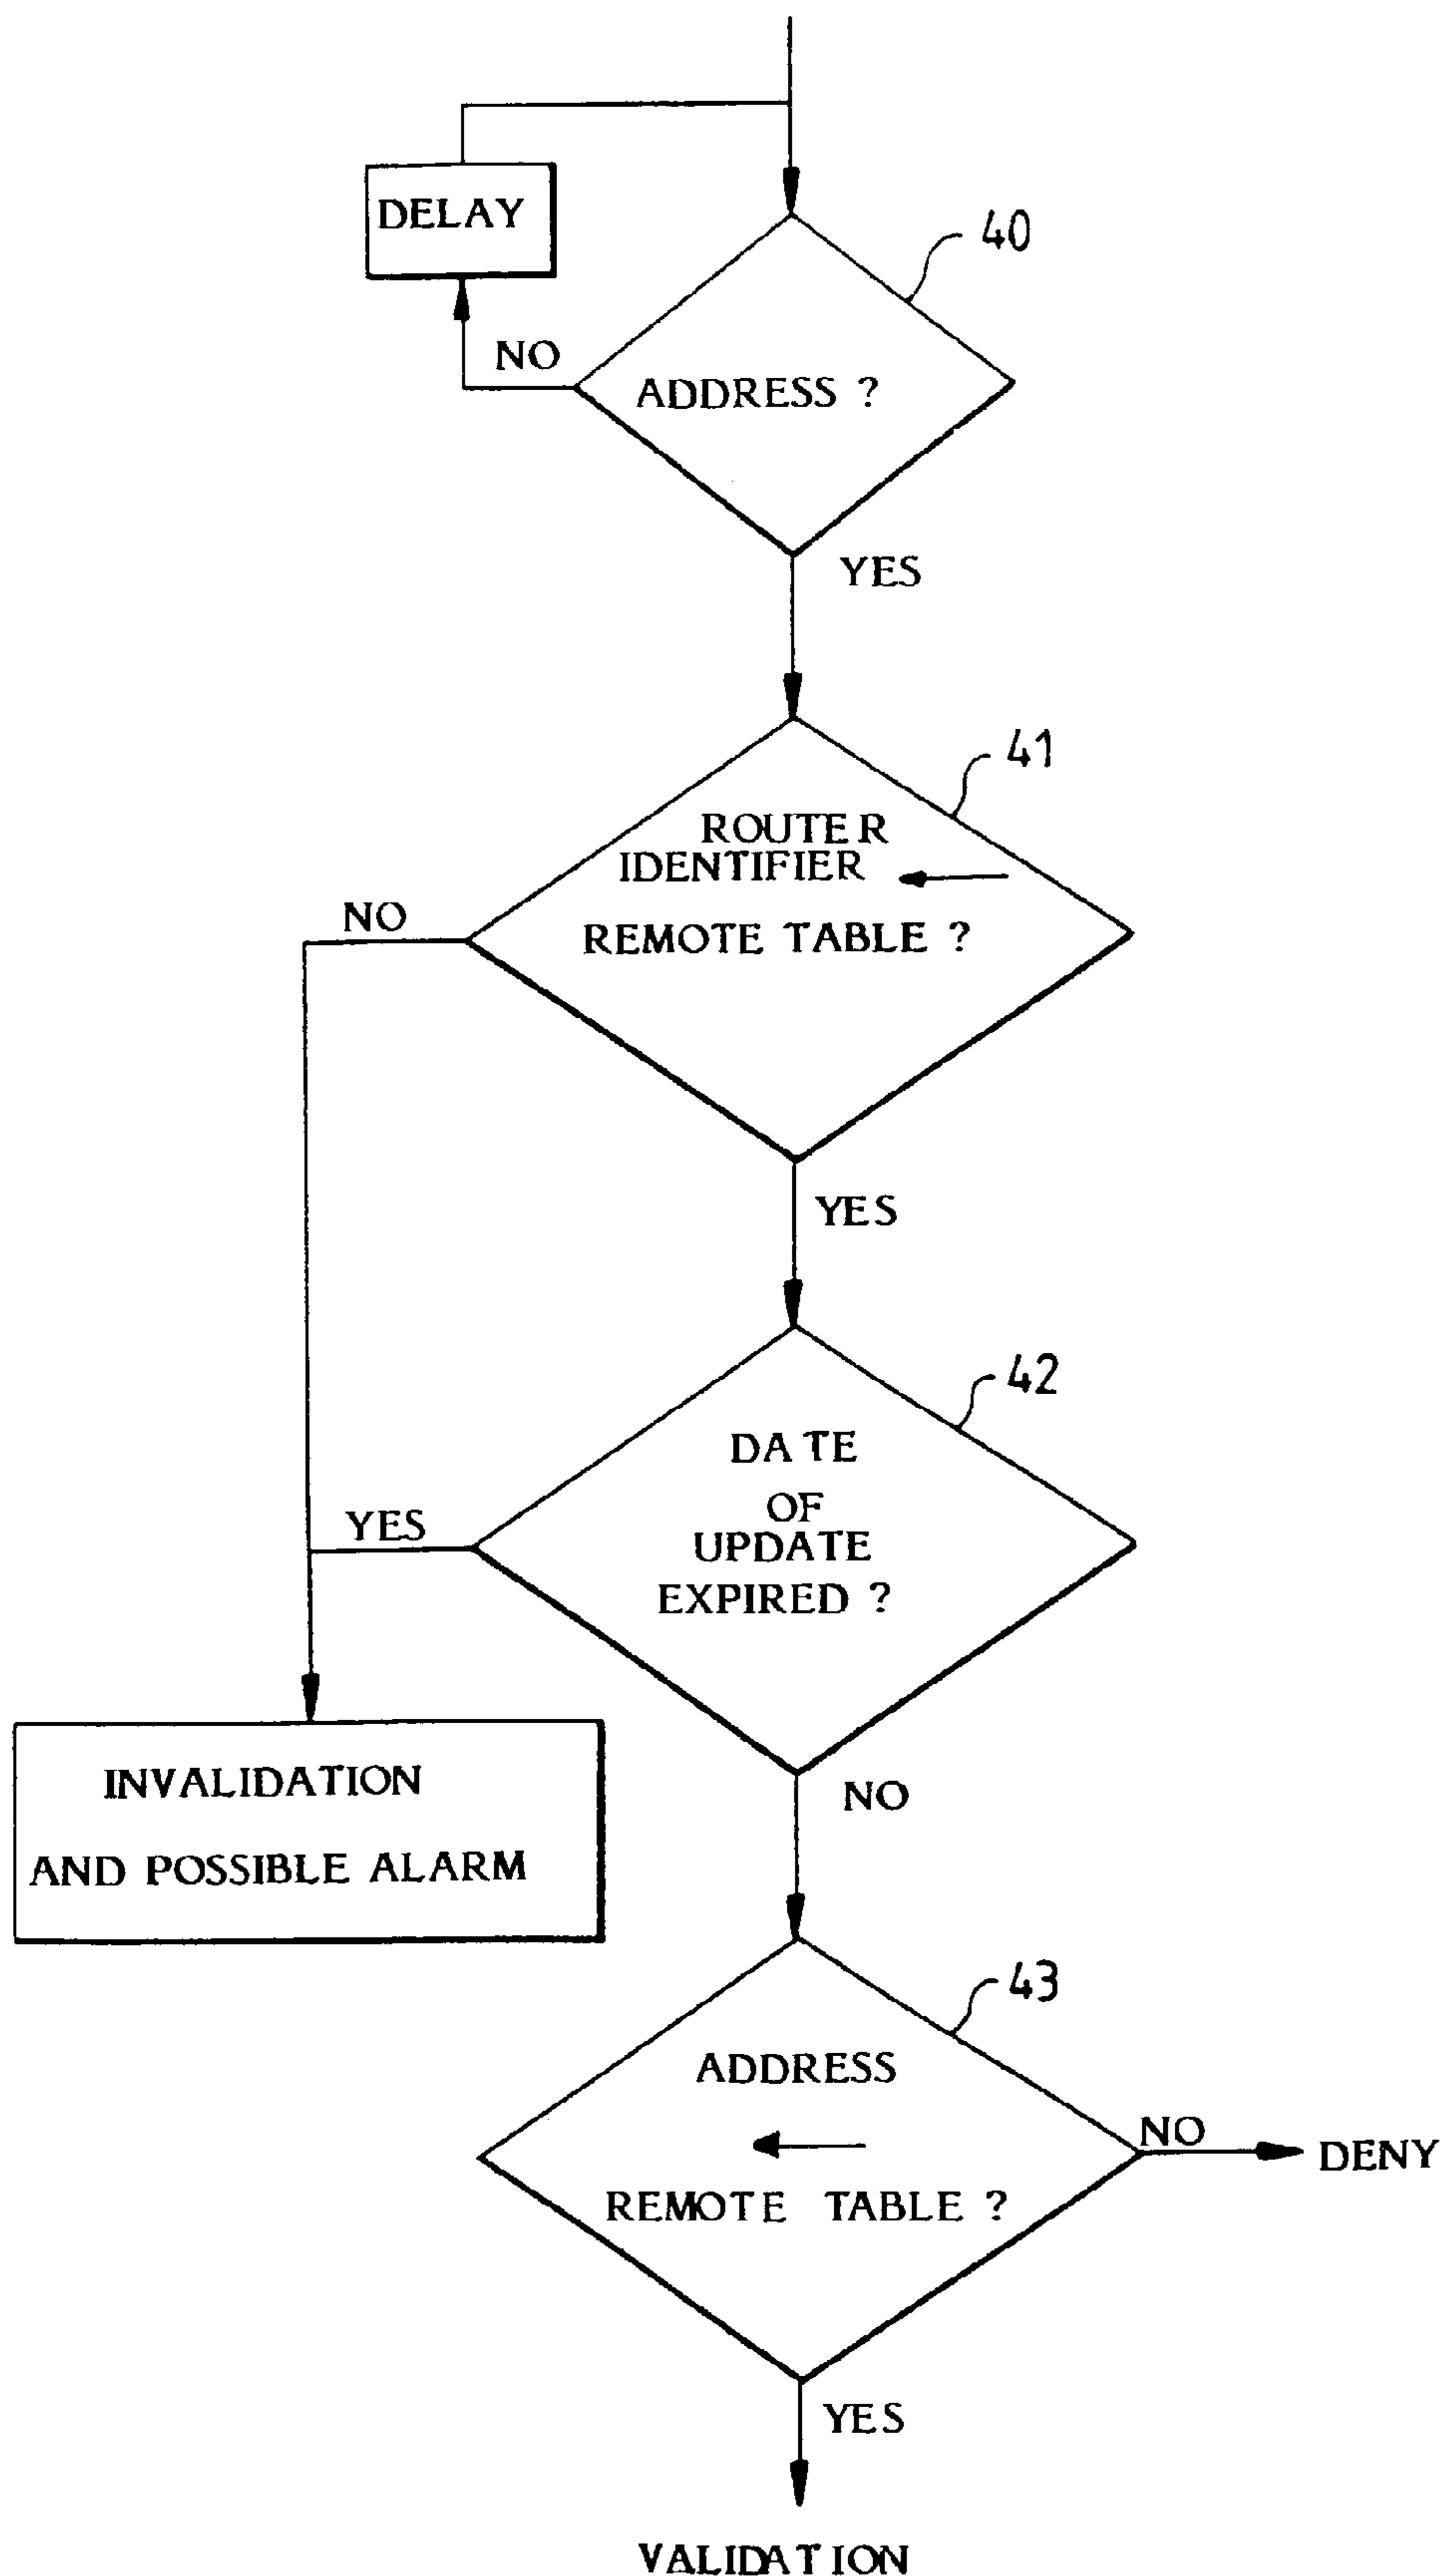 DELAY
40
NO
ADDRESS ?
YES
41
ROUTER
IDENTIFIER
NO
REMOTE TABLE ?
YES
42
DATE
OF
YES
UPDATE
EXPIRED ?
INVALIDATION
NO
AND POSSIBLE ALARM
43
ADDRESS
NO
DENY
REMOTE TABLE ?
YES
VALIDATION